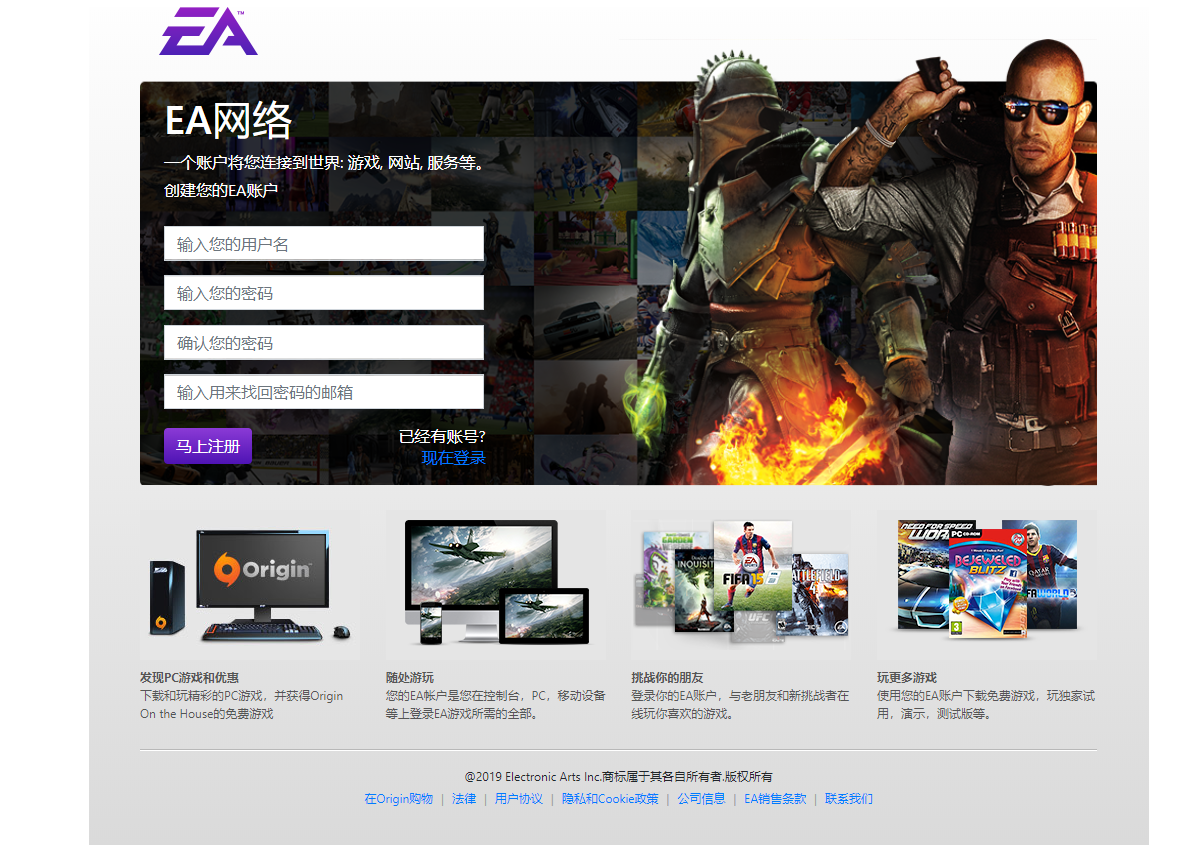 EA™
EA网络
一个账户将您连接到世界: 游戏, 网站, 服务等。
创建您的EA账户
输入您的用户名
输入您的密码
确认您的密码
输入用来找回密码的邮箱
马上注册
已经有账号?
现在登录
Origin
INQUISIT
FIFA 15
BATTLEFIELD
UFC
NEED FOR SPEED
WORLD
PC CD-ROM
BEJEWELED
BLITZ
3
发现PC游戏和优惠
下载和玩精彩的PC游戏，并获得Origin
On the House的免费游戏
随处游玩
您的EA帐户是您在控制台，PC，移动设备
等上登录EA游戏所需的全部。
挑战你的朋友
登录你的EA账户，与老朋友和新挑战者在
线玩你喜欢的游戏。
玩更多游戏
使用您的EA账户下载免费游戏，玩独家试
用，演示，测试版等。
@2019 Electronic Arts Inc.商标属于其各自所有者.版权所有
在Origin购物 | 法律 | 用户协议 | 隐私和Cookie政策 | 公司信息 | EA销售条款 | 联系我们